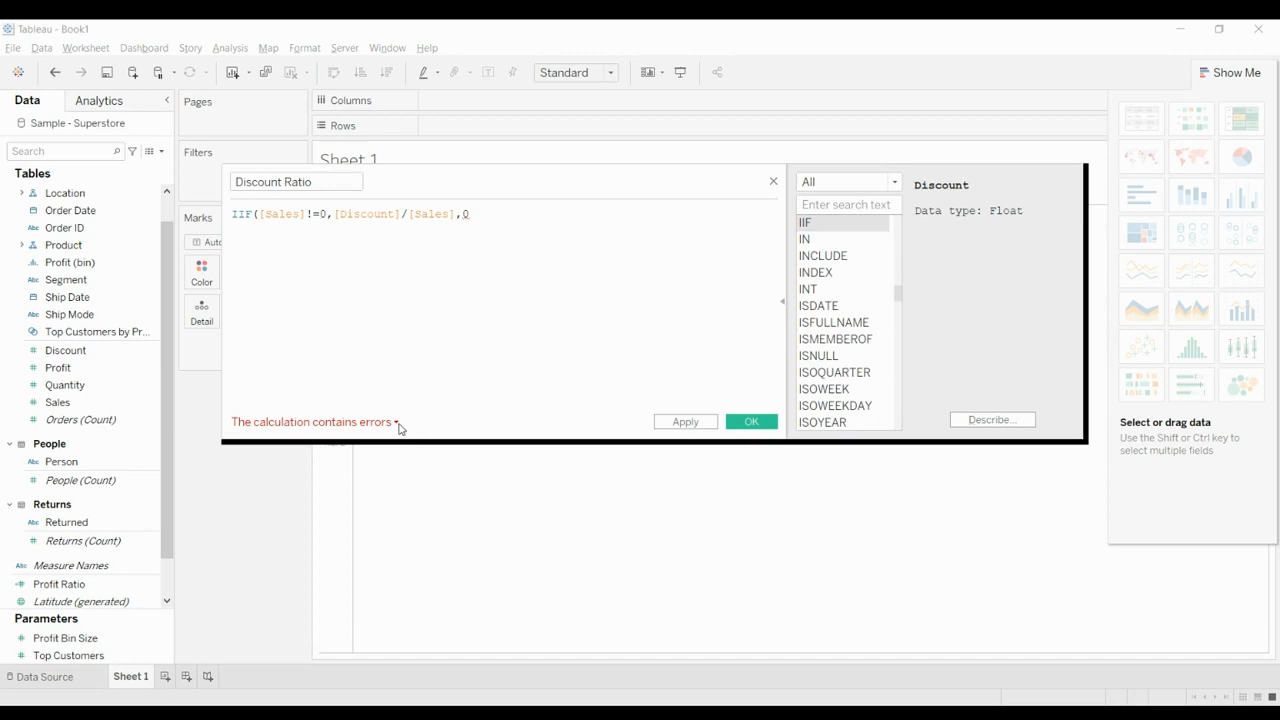 Tableau - Book1
File Data Worksheet Dashboard Story Analysis Map Format Server Window Help
Standard
Show Me
Data Analytics
Pages
Columns
Sample - Superstore
Rows
Search
Filters
Sheet 1
Tables
Location
Order Date
Order ID
Product
Profit (bin)
Abc Segment
Ship Date
Abc Ship Mode
Top Customers by Pr...
# Discount
# Profit
# Quantity
# Sales
# Orders (Count)
People
Abc Person
# People (Count)
Returns
Abc Returned
# Returns (Count)
Abc Measure Names
Profit Ratio
Latitude (generated)
Parameters
# Profit Bin Size
# Top Customers
Marks
Auto
Color
Detail
Discount Ratio
IIF([Sales]!=0,[Discount]/[Sales],0
The calculation contains errors
Apply
OK
All
Enter search text
IIF
IN
INCLUDE
INDEX
INT
ISDATE
ISFULLNAME
ISMEMBEROF
ISNULL
ISOQUARTER
ISOWEEK
ISOWEEKDAY
ISOYEAR
Discount
Data type: Float
Describe...
Select or drag data
Use the Shift or Ctrl key to
select multiple fields
Data Source
Sheet 1